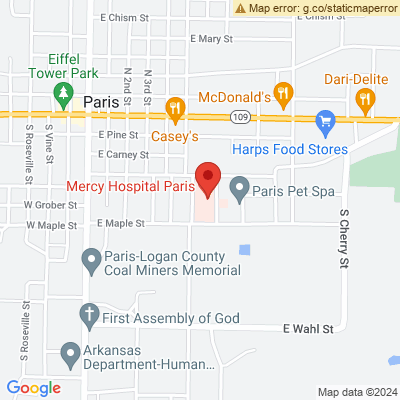 Map error: g.co/staticmaperror
E Chism St
E Chism St
E Mary St
Eiffel
Tower Park
N 2nd St
N 3rd St
McDonald's
Dari-Delite
Paris
109
E Pine St
Casey's
Harps Food Stores
S Roseville St
S Vine St
E Carney St
Mercy Hospital Paris
Paris Pet Spa
W Grober St
W Maple St
E Maple St
S Cherry St
Paris-Logan County
Coal Miners Memorial
S Roseville St
First Assembly of God
E Wahl St
Arkansas
Department-Human...
Google
Map data ©2024